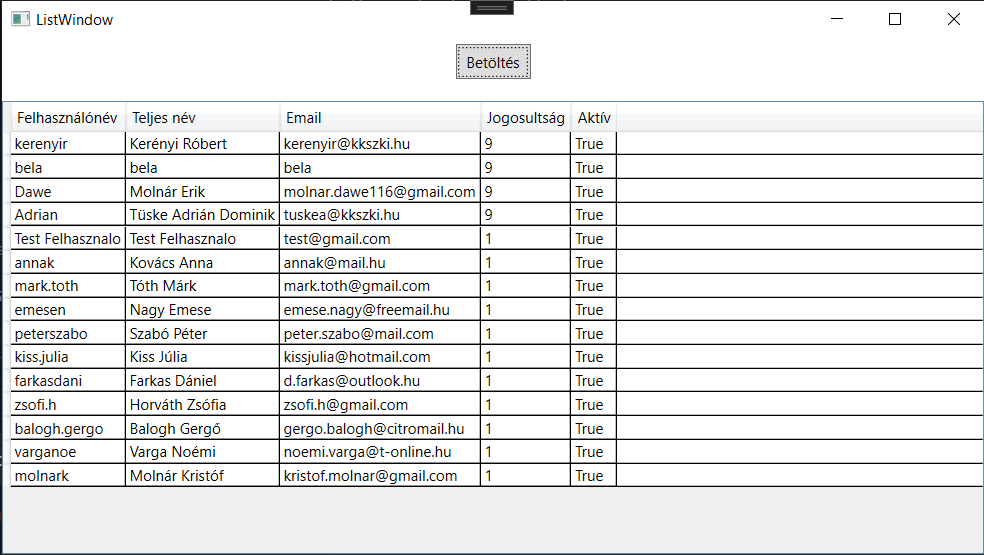 ListWindow
Betöltés
Felhasználónév Teljes név Email Jogosultság Aktív
kerenyir Kerényi Róbert kerenyir@kkszki.hu 9 True
bela bela bela 9 True
Dawe Molnár Erik molnar.dawe116@gmail.com 9 True
Adrian Tüske Adrián Dominik tuskea@kkszki.hu 9 True
Test Felhasznalo Test Felhasznalo test@gmail.com 1 True
annak Kovács Anna annak@mail.hu 1 True
mark.toth Tóth Márk mark.toth@gmail.com 1 True
emesen Nagy Emese emese.nagy@freemail.hu 1 True
peterszabo Szabó Péter peter.szabo@mail.com 1 True
kiss.julia Kiss Júlia kissjulia@hotmail.com 1 True
farkasdani Farkas Dániel d.farkas@outlook.hu 1 True
zsofi.h Horváth Zsófia zsofi.h@gmail.com 1 True
balogh.gergo Balogh Gergő gergo.balogh@citromail.hu 1 True
varganoe Varga Noémi noemi.varga@t-online.hu 1 True
molnark Molnár Kristóf kristof.molnar@gmail.com 1 True